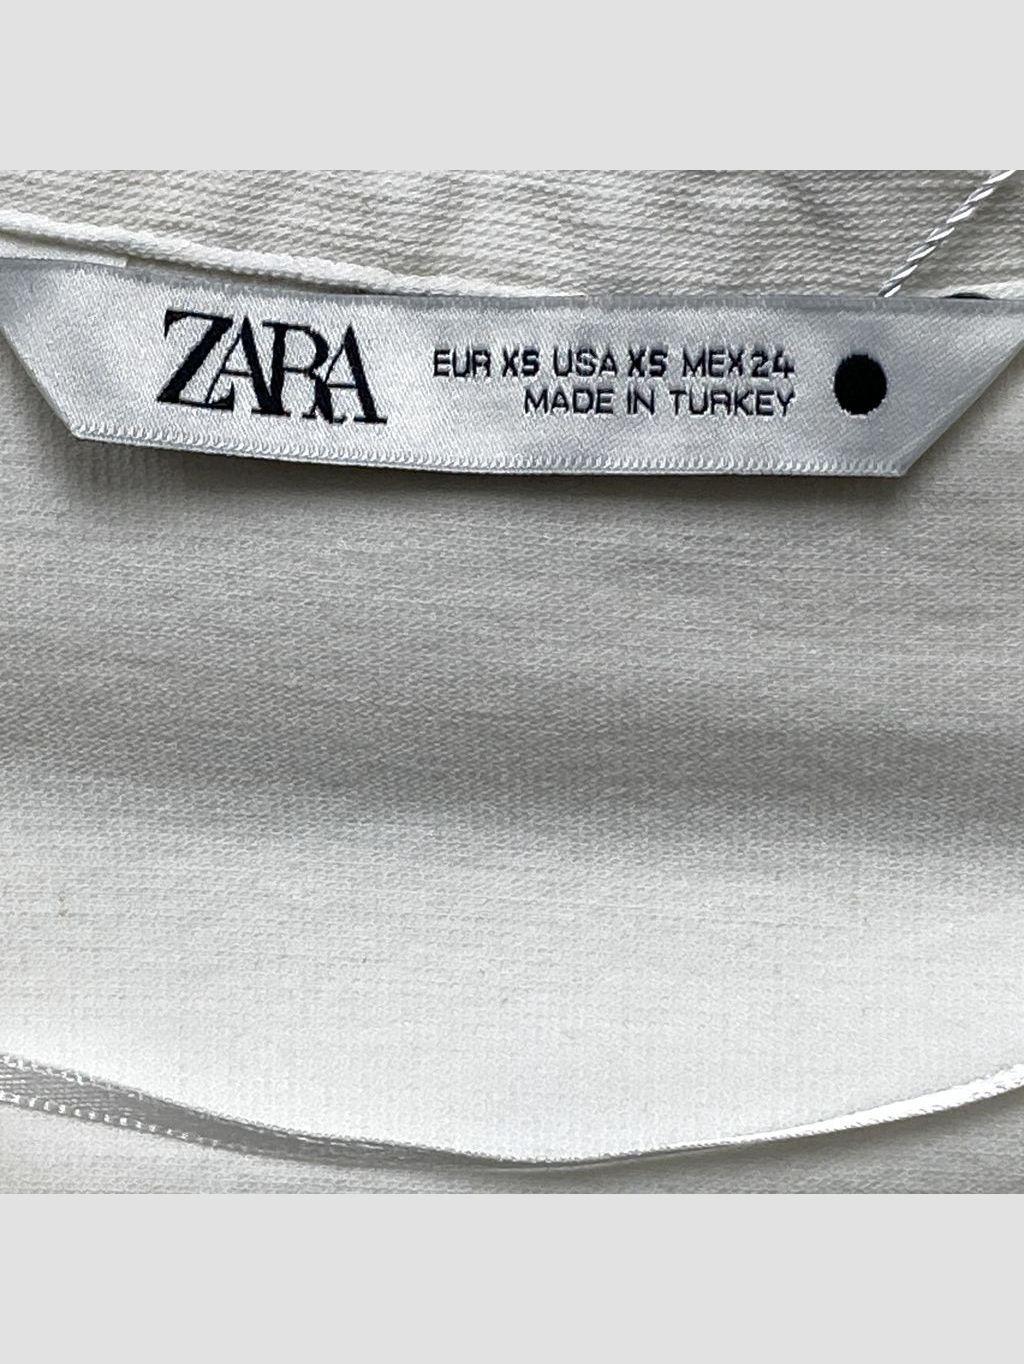 ZARA
EUR XS USA XS MEX 24
MADE IN TURKEY